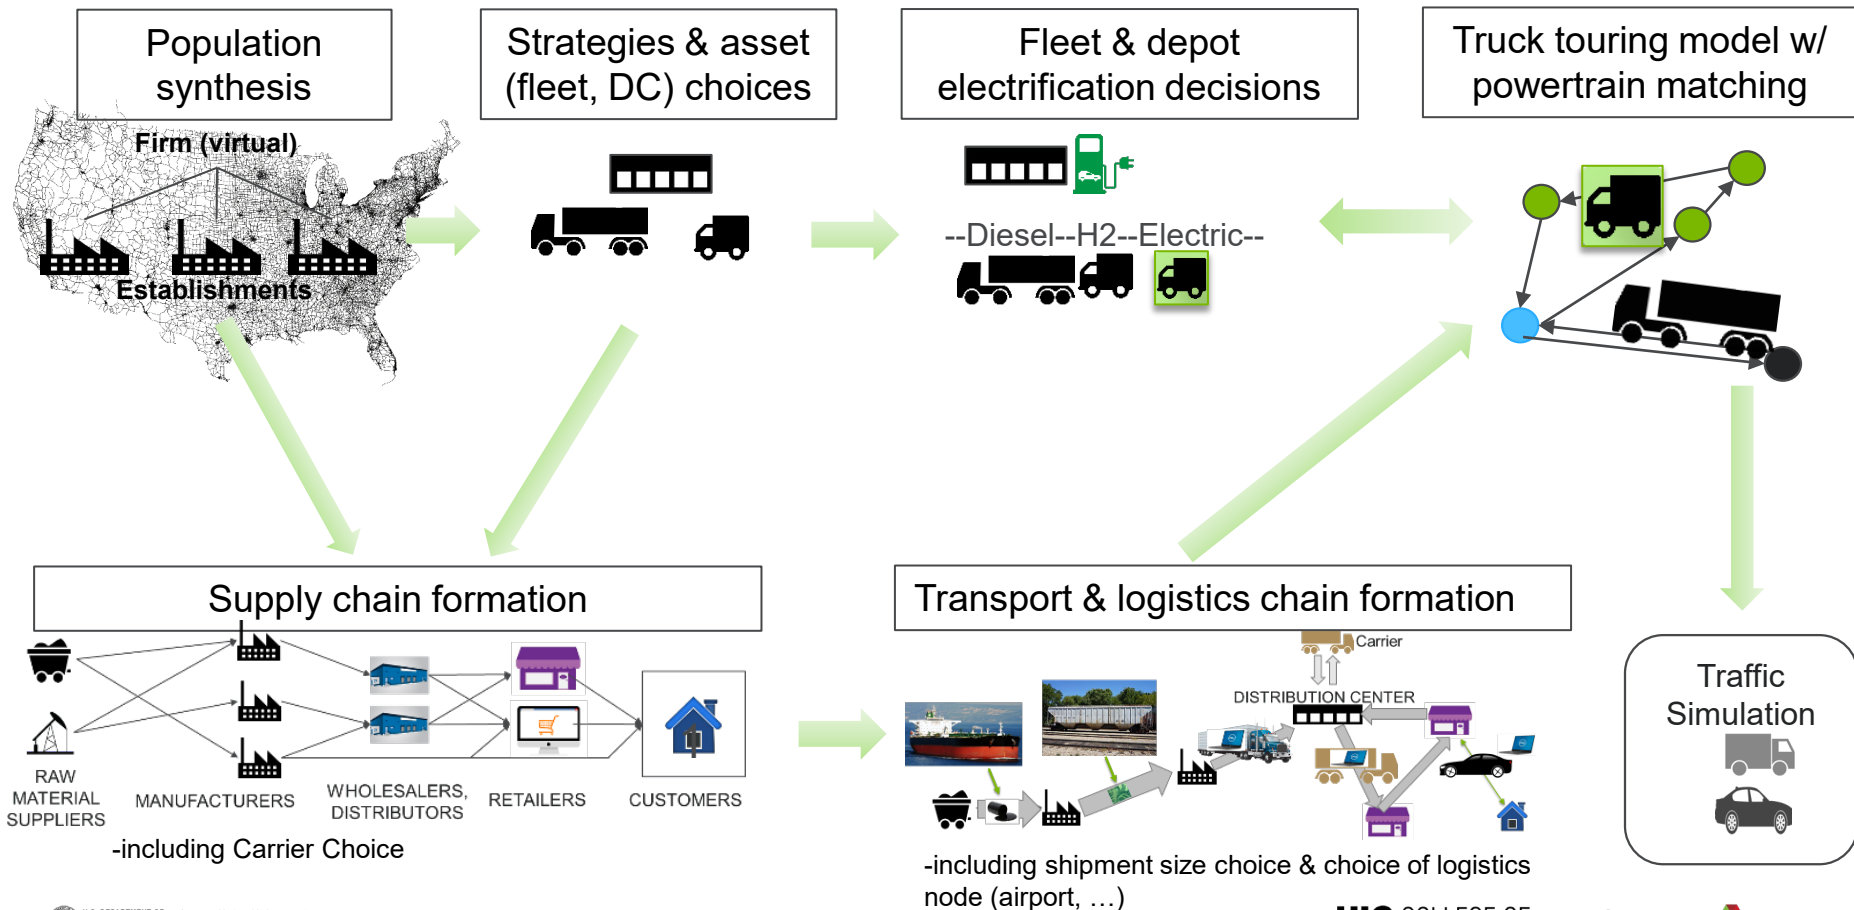 Population
synthesis
Strategies & asset
(fleet, DC) choices
Fleet & depot
electrification decisions
Truck touring model w/
powertrain matching
Firm (virtual)
Establishments
--Diesel--H2--Electric--
Supply chain formation
RAW
MATERIAL
SUPPLIERS
MANUFACTURERS
WHOLESALERS,
DISTRIBUTORS
RETAILERS
CUSTOMERS
-including Carrier Choice
Transport & logistics chain formation
Carrier
DISTRIBUTION CENTER
-including shipment size choice & choice of logistics
node (airport, …)
Traffic
Simulation